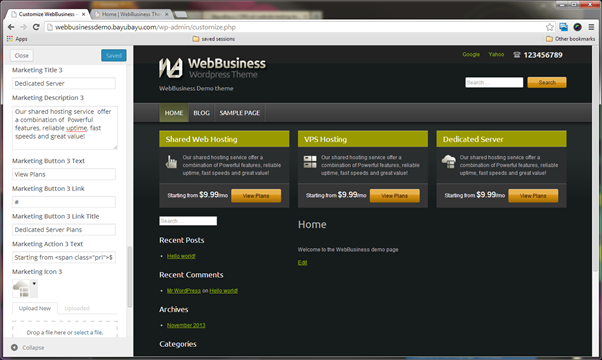 Customize WebBusiness -
Home | WebBusiness The
webbusinessdemo.bayubayu.com/wp-admin/customize.php
Apps
saved sessions
Other bookmarks
Close
Saved
Marketing Title 3
Dedicated Server
Marketing Description 3
Our shared hosting service offer
a combination of Powerful
features, reliable uptime, fast
speeds and great value!
Marketing Button 3 Text
View Plans
Marketing Button 3 Link
#
Marketing Button 3 Link Title
Dedicated Server Plans
Marketing Action 3 Text
Starting from <span class="pri">$
Marketing Icon 3
Upload New
Uploaded
Drop a file here or select a file.
Collapse
Google
Yahoo
123456789
WebBusiness
Wordpress Theme
WebBusiness Demo theme
Search
Search
HOME
BLOG
SAMPLE PAGE
Shared Web Hosting
Our shared hosting service offer a
combination of Powerful features, reliable
uptime, fast speeds and great value!
Starting from $9.99/mo
View Plans
VPS Hosting
Our shared hosting service offer a
combination of Powerful features, reliable
uptime, fast speeds and great value!
Starting from $9.99/mo
View Plans
Dedicated Server
Our shared hosting service offer a
combination of Powerful features, reliable
uptime, fast speeds and great value!
Starting from $9.99/mo
View Plans
Search
Recent Posts
Hello world!
Recent Comments
Mr WordPress on Hello world!
Archives
November 2013
Categories
Home
Welcome to the WebBusiness demo page
Edit